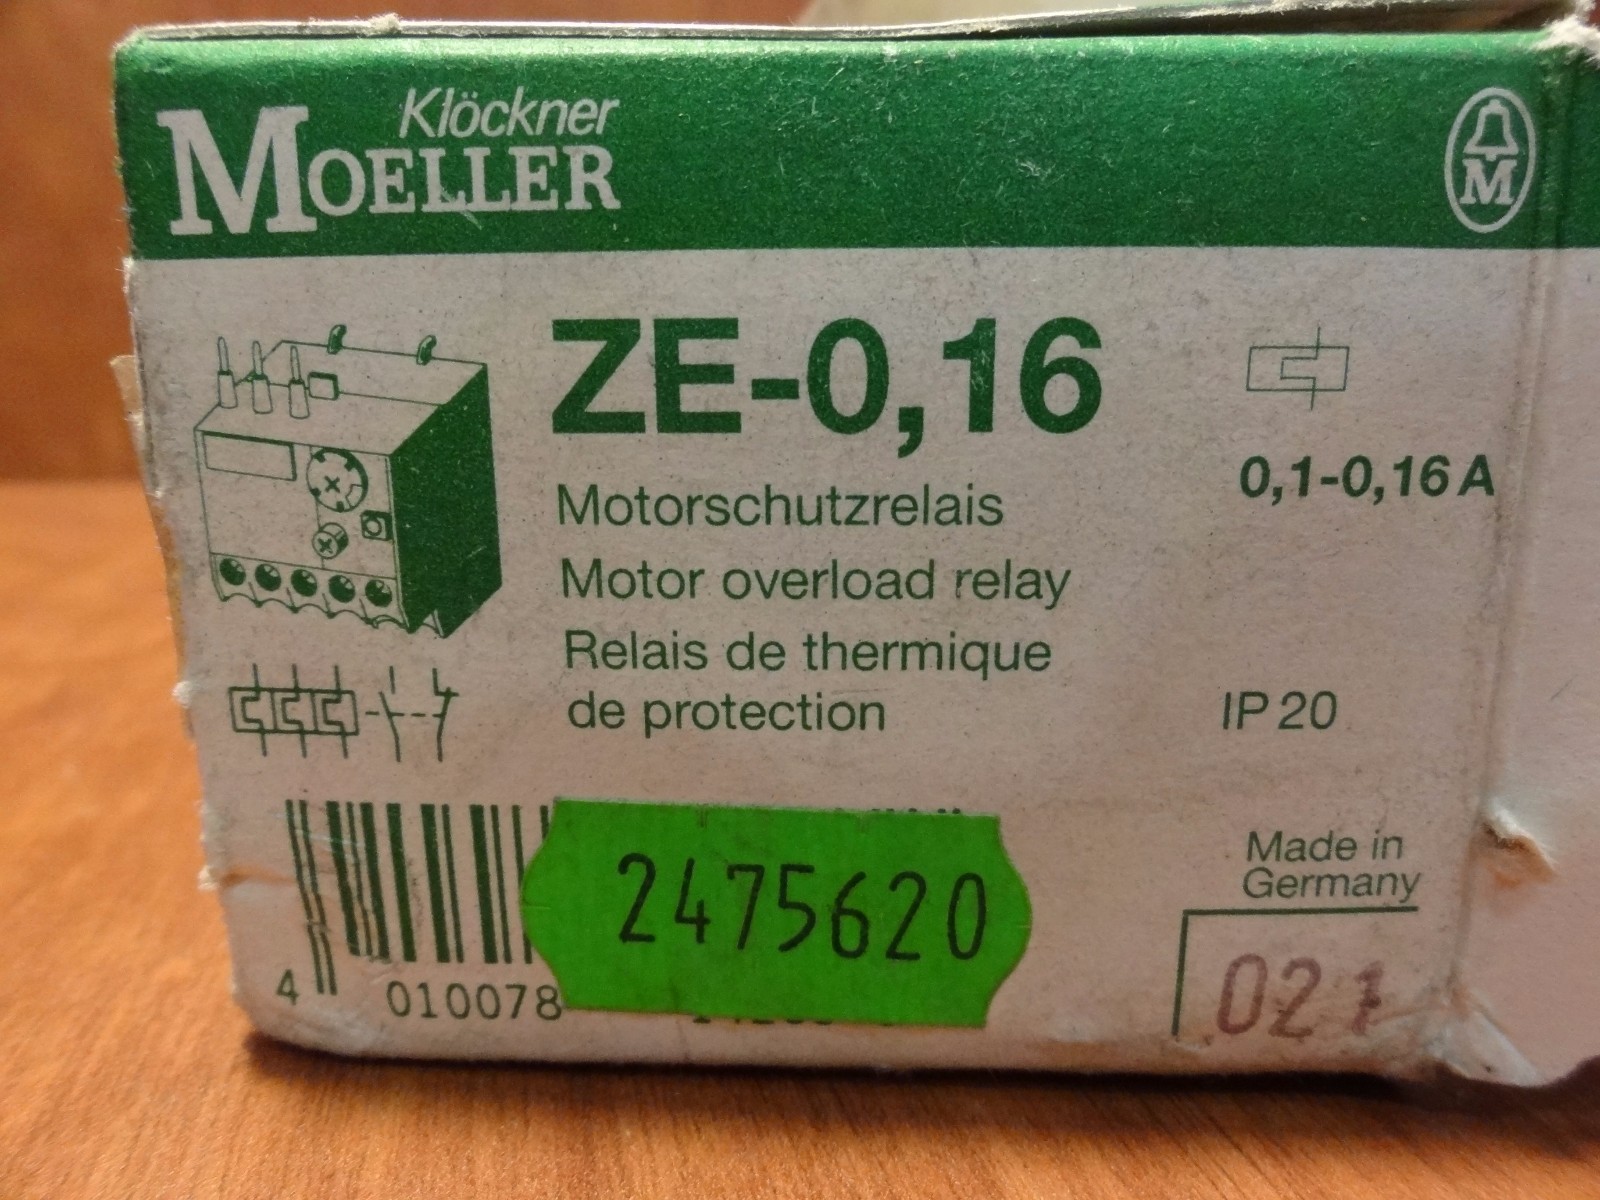 Klöckner
MOELLER
M
ZE-0,16
0,1-0,16 A
Motorschutzrelais
Motor overload relay
Relais de thermique
de protection
IP 20
Made in
Germany
2475620
4 010078
021